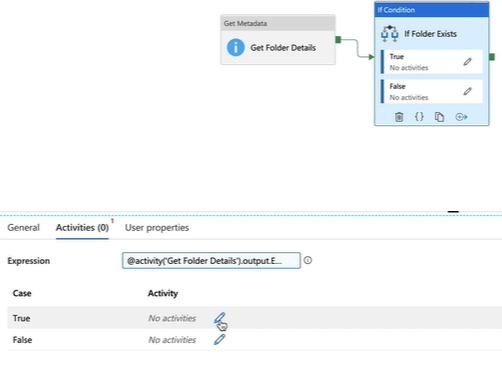 Get Metadata
Get Folder Details
If Condition
If Folder Exists
True
No activities
False
No activities
{}
General
Activities (0) 1
User properties
Expression
@activity('Get Folder Details').output.E...
Case
Activity
True
No activities
False
No activities